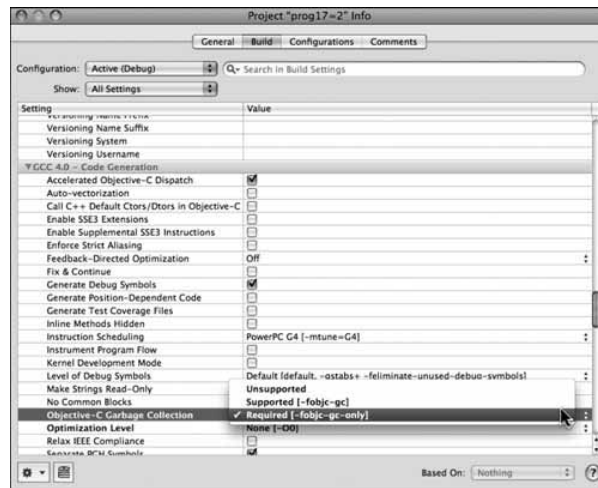 Project "prog17=2" Info
General Build Configurations Comments
Configuration: Active (Debug) Search in Build Settings
Show: All Settings
Setting Value
Versioning Name Prefix
Versioning Name Suffix
Versioning System
Versioning Username
GCC 4.0 – Code Generation
Accelerated Objective-C Dispatch
Auto-vectorization
Call C++ Default Ctors/Dtors in Objective-C
Enable SSE3 Extensions
Enable Supplemental SSE3 Instructions
Enforce Strict Aliasing
Feedback-Directed Optimization Off
Fix & Continue
Generate Debug Symbols
Generate Position-Dependent Code
Generate Test Coverage Files
Inline Methods Hidden
Instruction Scheduling PowerPC G4 [-mtune=G4]
Instrument Program Flow
Kernel Development Mode
Level of Debug Symbols Default [default, -gstabs+ -feliminate-unused-debug-symbols]
Make Strings Read-Only Unsupported
No Common Blocks Supported [-fobjc-gc]
Objective-C Garbage Collection ✓ Required [-fobjc-gc-only]
Optimization Level None [-O0]
Relax IEEE Compliance
Separate PCH Symbols
Based On: Nothing ?